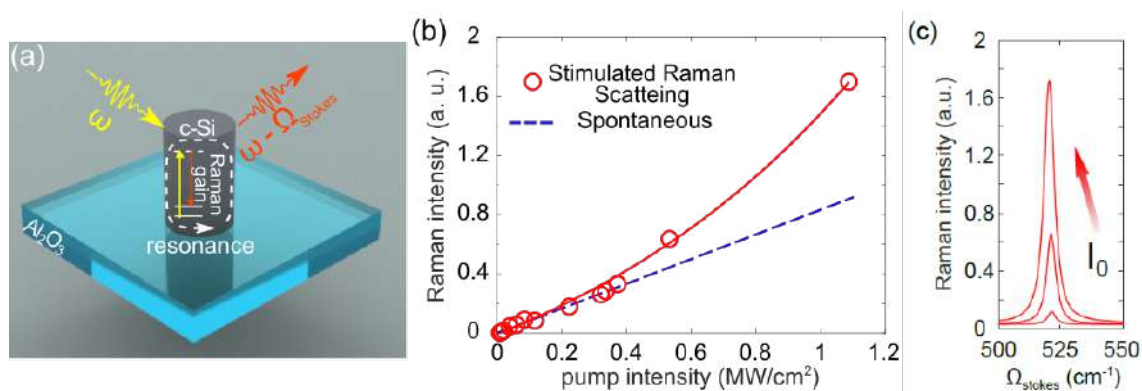 (a)
ω
ω - Ω_Stokes
c-Si
Raman
gain
resonance
Al₂O₃
(b)
Raman intensity (a. u.)
2
1.6
1.2
0.8
0.4
0
Stimulated Raman
Scatteing
Spontaneous
0 0.2 0.4 0.6 0.8 1 1.2
pump intensity (MW/cm²)
(c)
Raman intensity (a. u.)
2
1.6
1.2
0.8
0.4
0
I₀
500 525 550
Ω_stokes (cm⁻¹)